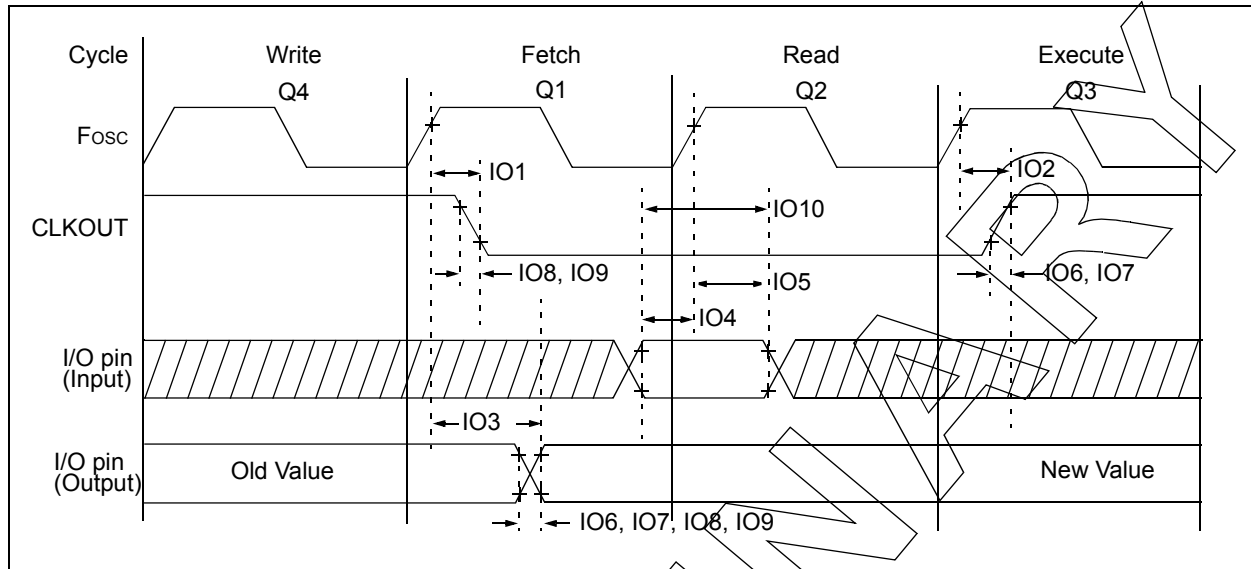 Cycle Write Fetch Read Execute
Q4 Q1 Q2 Q3
FOSC
IO1 IO2
CLKOUT IO10
IO8, IO9 IO5 IO6, IO7
IO4
I/O pin
(Input)
IO3
I/O pin
(Output)
Old Value New Value
IO6, IO7, IO8, IO9